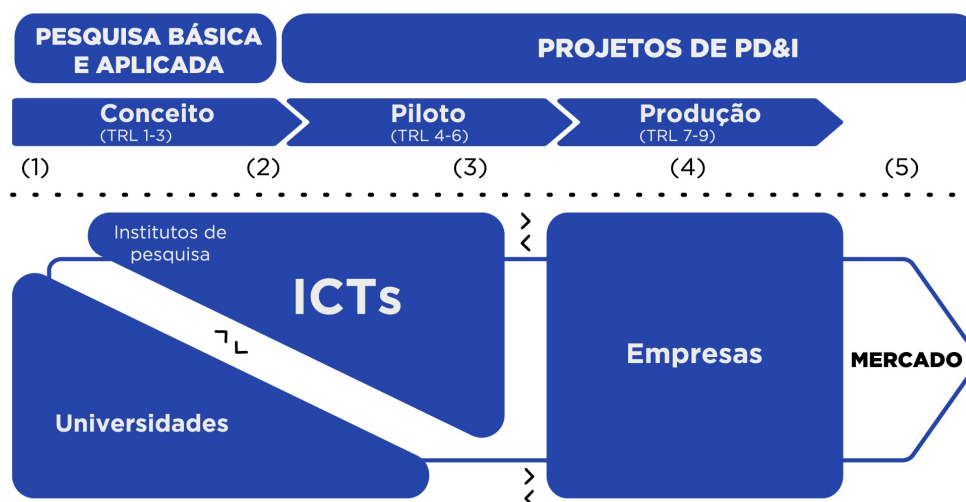 PESQUISA BÁSICA
E APLICADA
PROJETOS DE PD&I
Conceito
(TRL 1-3)
Piloto
(TRL 4-6)
Produção
(TRL 7-9)
(1)
(2)
(3)
(4)
(5)
Institutos de
pesquisa
ICTs
Universidades
Empresas
MERCADO